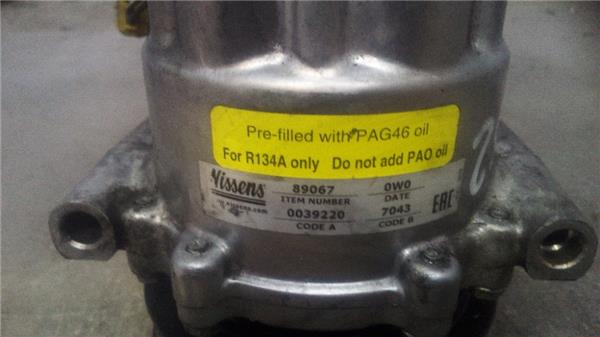 Pre-filled with PAG46 oil
For R134A only Do not add PAO oil
Nissens 89067 0W0
ITEM NUMBER DATE
0039220 7043
CODE A CODE B
EAC